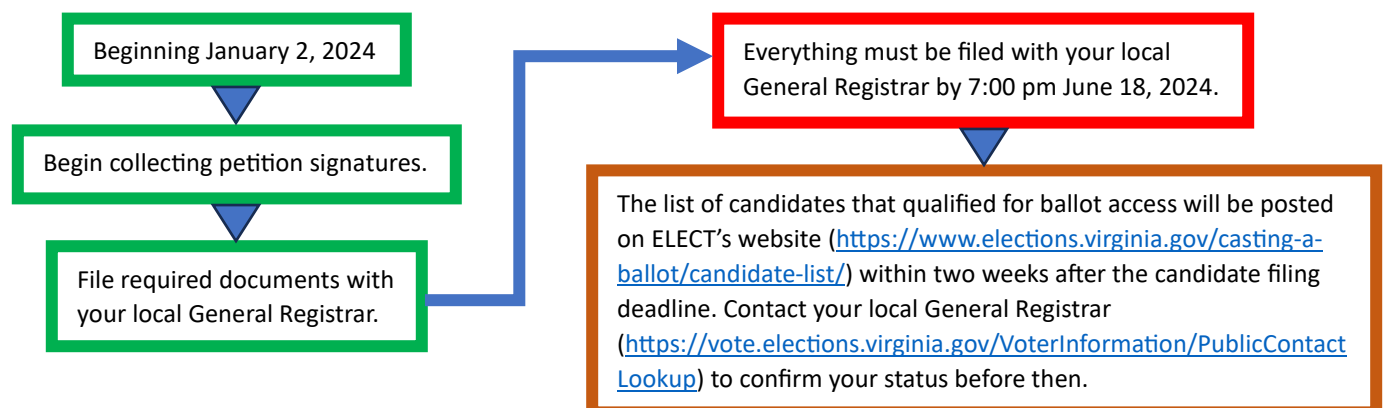 Beginning January 2, 2024
Begin collecting petition signatures.
File required documents with
your local General Registrar.
Everything must be filed with your local
General Registrar by 7:00 pm June 18, 2024.
The list of candidates that qualified for ballot access will be posted
on ELECT’s website (https://www.elections.virginia.gov/casting-a-
ballot/candidate-list/) within two weeks after the candidate filing
deadline. Contact your local General Registrar
(https://vote.elections.virginia.gov/VoterInformation/PublicContact
Lookup) to confirm your status before then.